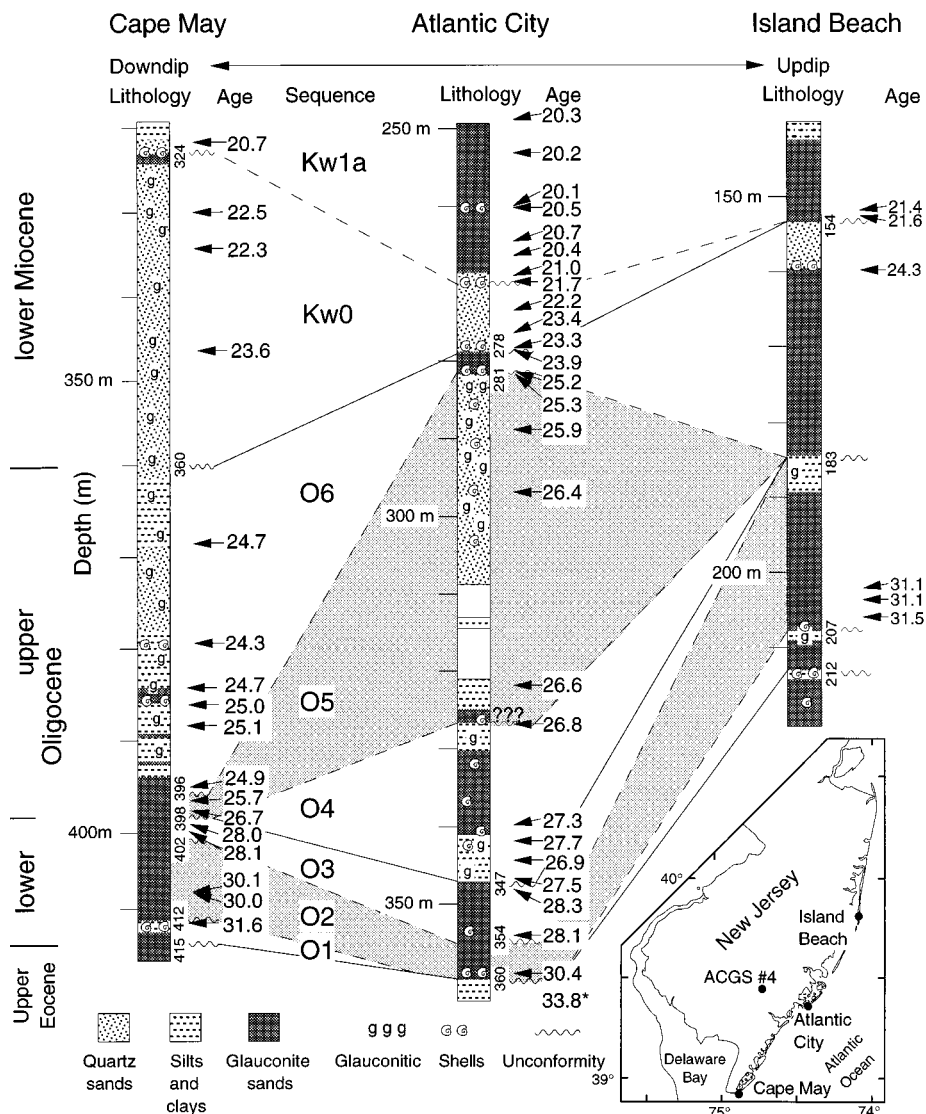 Cape May Atlantic City Island Beach
Downdip Updip
Lithology Age Sequence Lithology Age Lithology Age
lower Miocene
upper Oligocene
lower
Upper Eocene
Depth (m)
350 m
400m
324
360
396
398
402
412
415
20.7
22.5
22.3
23.6
24.7
24.3
24.7
25.0
25.1
24.9
25.7
26.7
28.0
28.1
30.1
30.0
31.6
Kw1a
Kw0
O6
O5
O4
O3
O2
O1
250 m
300 m
350 m
278
281
347
354
360
20.3
20.2
20.1
20.5
20.7
20.4
21.0
21.7
22.2
23.4
23.3
23.9
25.2
25.3
25.9
26.4
26.6
???
26.8
27.3
27.7
26.9
27.5
28.3
28.1
30.4
33.8*
150 m
200 m
154
183
207
212
21.4
21.6
24.3
31.1
31.1
31.5
g g g
Quartz sands
Silts and clays
Glauconite sands
Glauconitic
Shells
Unconformity
40°
New Jersey
Island Beach
ACGS #4
Atlantic City
Delaware Bay
Atlantic Ocean
39°
Cape May
75°
74°